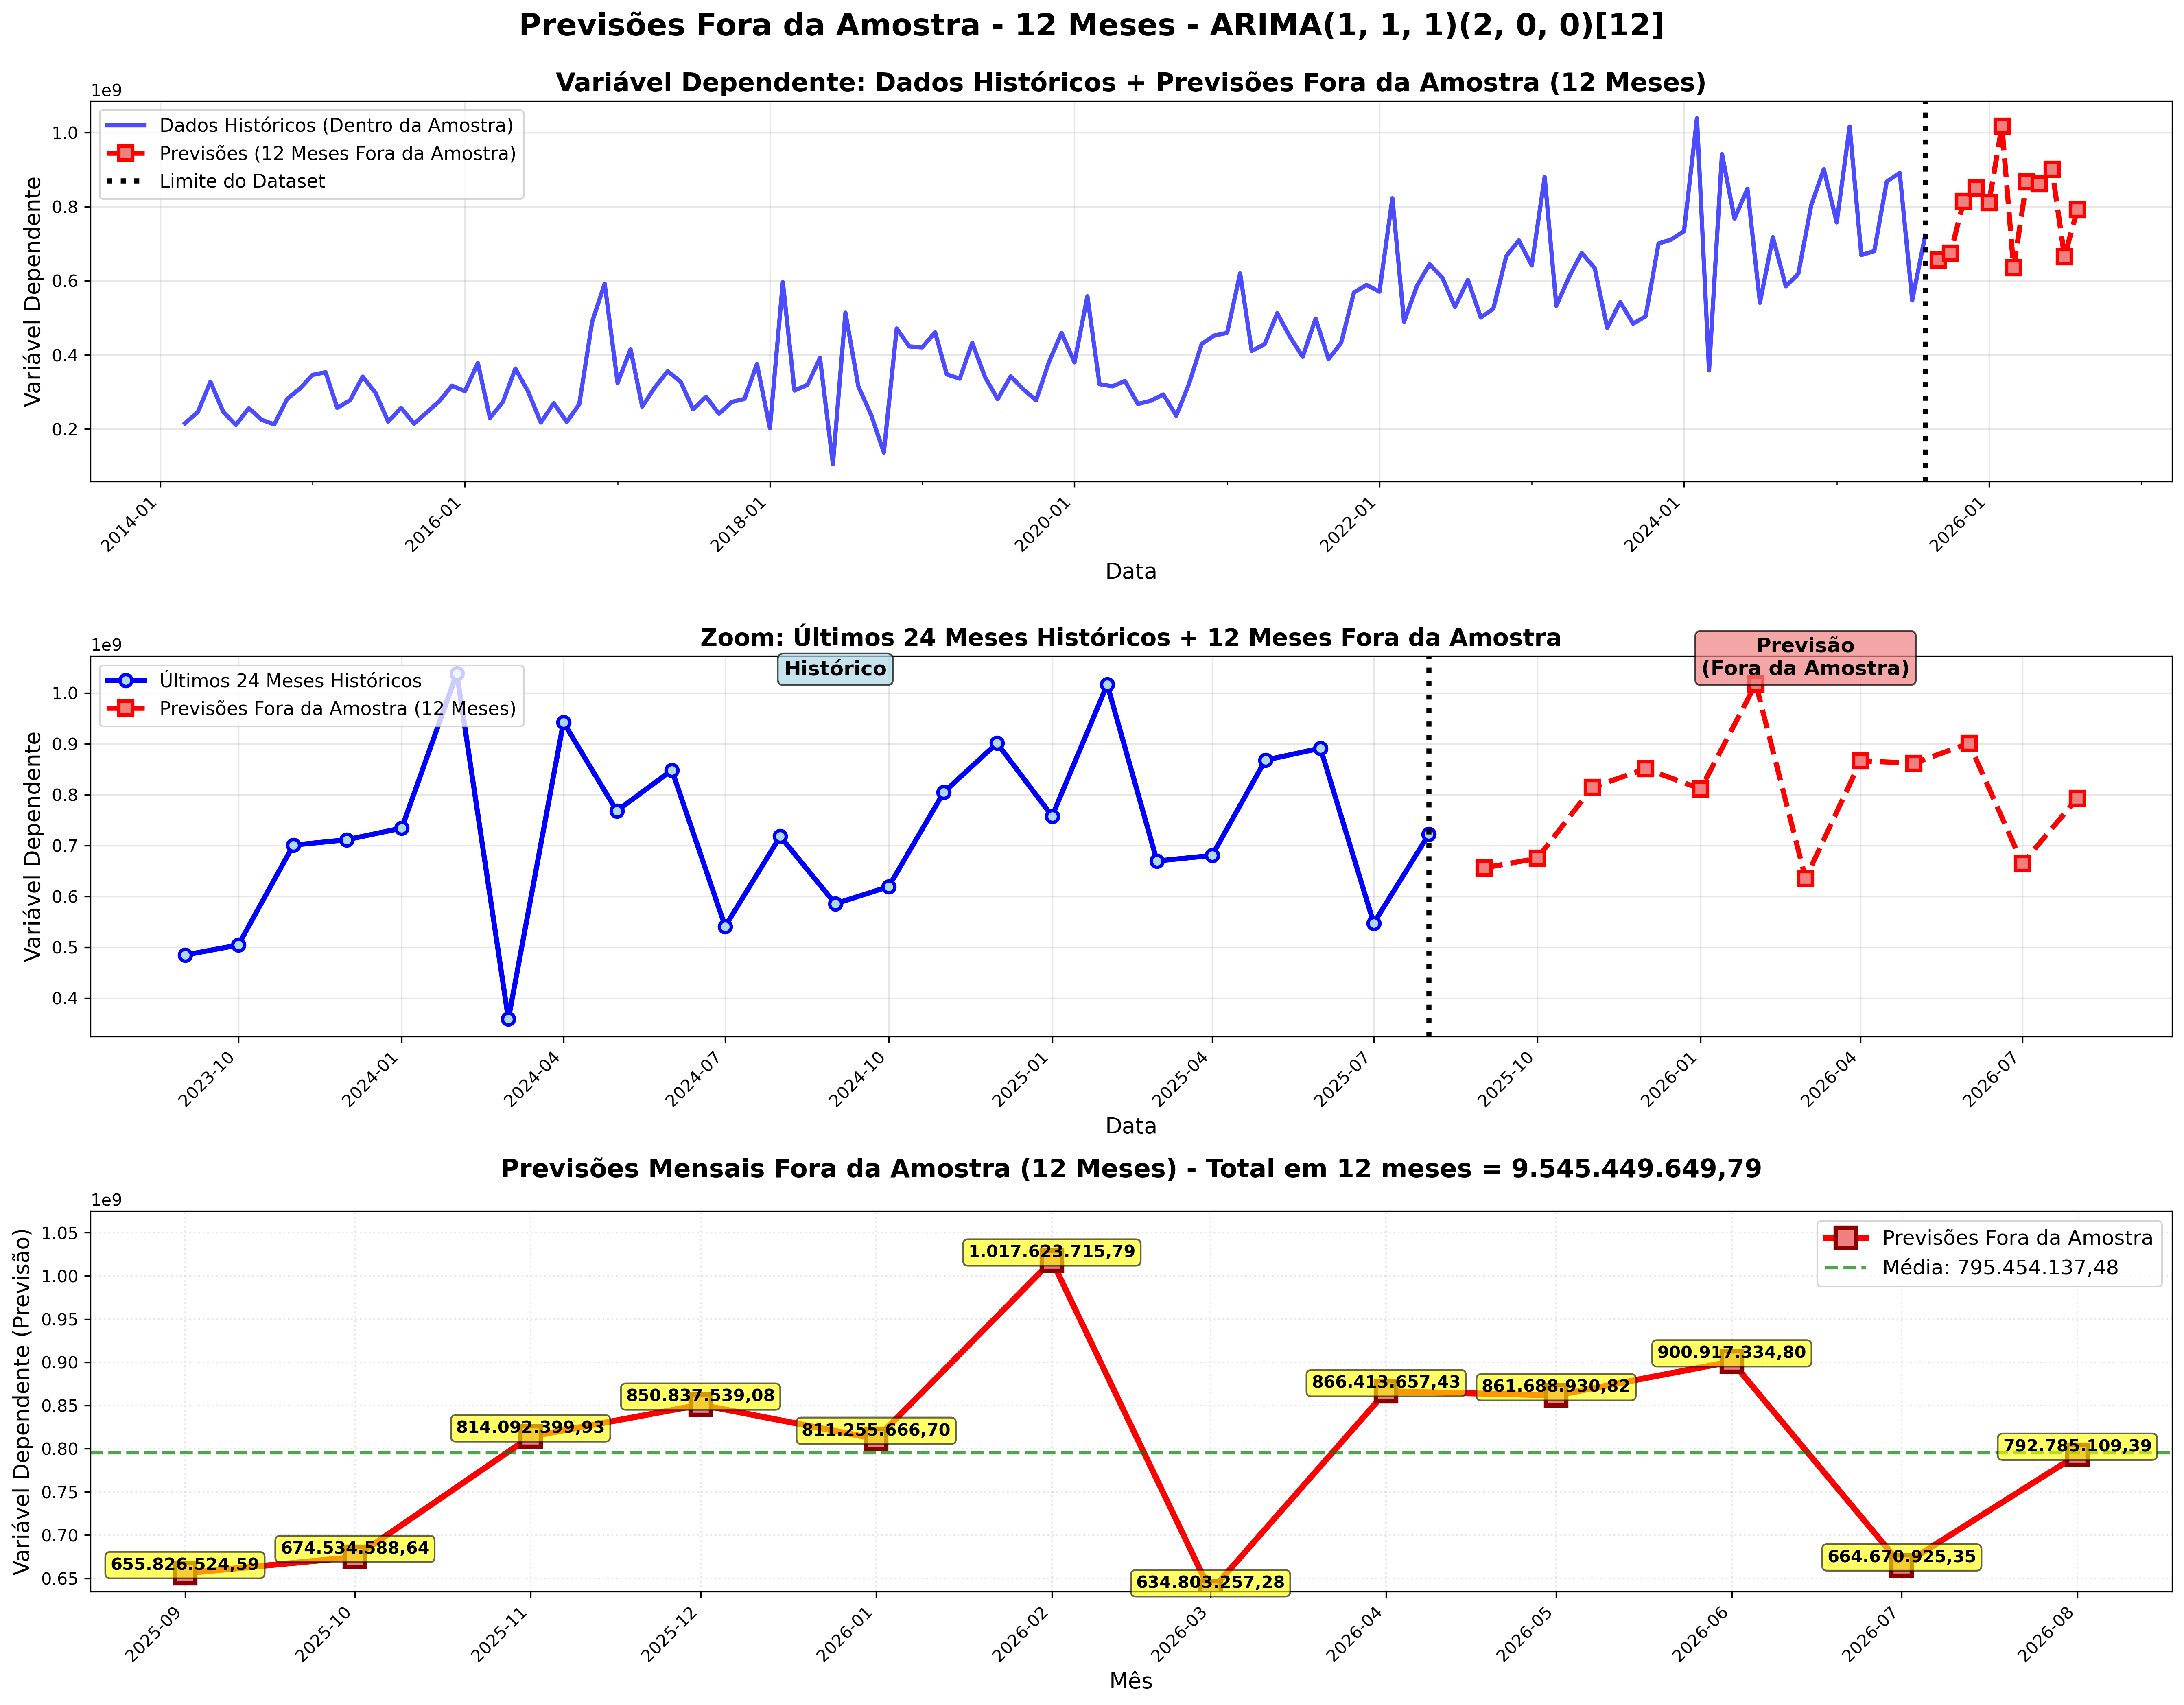 Previsões Fora da Amostra - 12 Meses - ARIMA(1, 1, 1)(2, 0, 0)[12]
Variável Dependente: Dados Históricos + Previsões Fora da Amostra (12 Meses)
1e9
Dados Históricos (Dentro da Amostra)
Previsões (12 Meses Fora da Amostra)
Limite do Dataset
Variável Dependente
1.0
0.8
0.6
0.4
0.2
2014-01
2016-01
2018-01
2020-01
2022-01
2024-01
2026-01
Data
Zoom: Últimos 24 Meses Históricos + 12 Meses Fora da Amostra
1e9
Últimos 24 Meses Históricos
Previsões Fora da Amostra (12 Meses)
Histórico
Previsão
(Fora da Amostra)
Variável Dependente
1.0
0.9
0.8
0.7
0.6
0.5
0.4
2023-10
2024-01
2024-04
2024-07
2024-10
2025-01
2025-04
2025-07
2025-10
2026-01
2026-04
2026-07
Data
Previsões Mensais Fora da Amostra (12 Meses) - Total em 12 meses = 9.545.449.649,79
1e9
Previsões Fora da Amostra
Média: 795.454.137,48
Variável Dependente (Previsão)
1.05
1.00
0.95
0.90
0.85
0.80
0.75
0.70
0.65
655.826.524,59
674.534.588,64
814.092.399,93
850.837.539,08
811.255.666,70
1.017.623.715,79
634.803.257,28
866.413.657,43
861.688.930,82
900.917.334,80
664.670.925,35
792.785.109,39
2025-09
2025-10
2025-11
2025-12
2026-01
2026-02
2026-03
2026-04
2026-05
2026-06
2026-07
2026-08
Mês